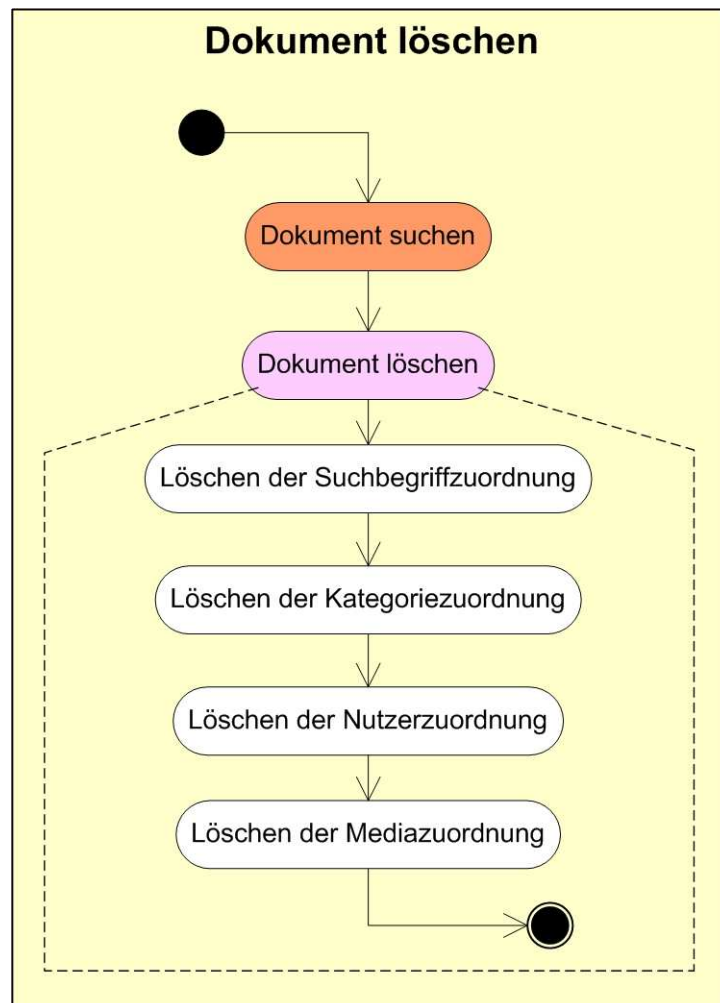 Dokument löschen
Dokument suchen
Dokument löschen
Löschen der Suchbegriffzuordnung
Löschen der Kategoriezuordnung
Löschen der Nutzerzuordnung
Löschen der Mediazuordnung